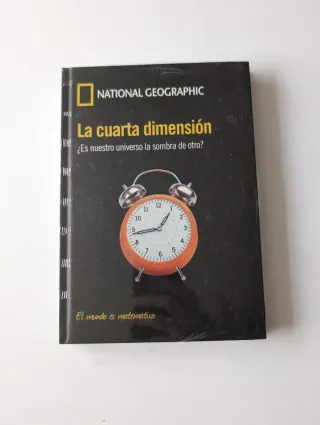 NATIONAL GEOGRAPHIC
La cuarta dimensión
¿Es nuestro universo la sombra de otro?
El mundo es matemático